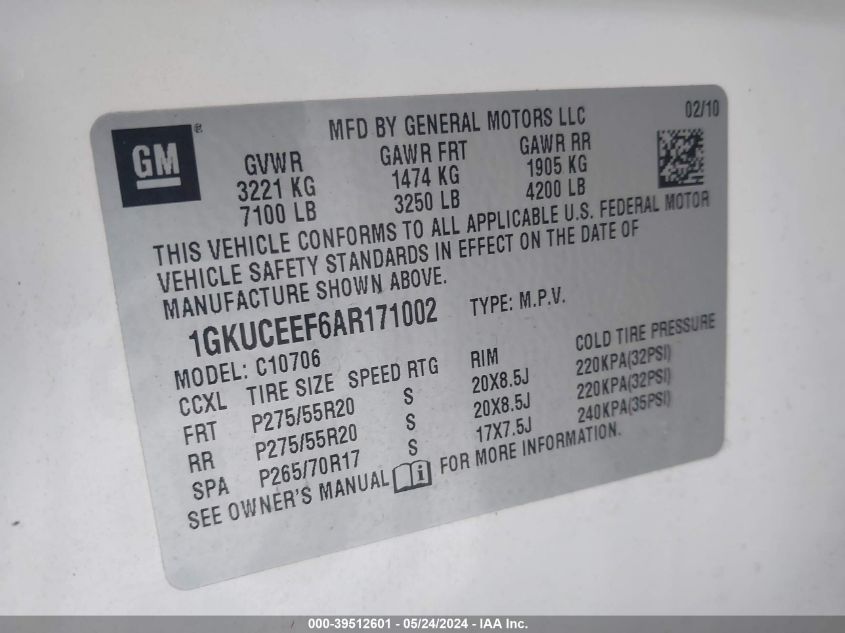 MFD BY GENERAL MOTORS LLC 02/10
GM®
GVWR GAWR FRT GAWR RR
3221 KG 1474 KG 1905 KG
7100 LB 3250 LB 4200 LB
THIS VEHICLE CONFORMS TO ALL APPLICABLE U.S. FEDERAL MOTOR
VEHICLE SAFETY STANDARDS IN EFFECT ON THE DATE OF
MANUFACTURE SHOWN ABOVE.
1GKUCEEF6AR171002 TYPE: M.P.V.
MODEL: C10706
CCXL TIRE SIZE SPEED RTG RIM COLD TIRE PRESSURE
FRT P275/55R20 S 20X8.5J 220KPA(32PSI)
RR P275/55R20 S 20X8.5J 220KPA(32PSI)
SPA P265/70R17 S 17X7.5J 240KPA(35PSI)
SEE OWNER'S MANUAL i FOR MORE INFORMATION.
000-39512601 - 05/24/2024 - IAA Inc.